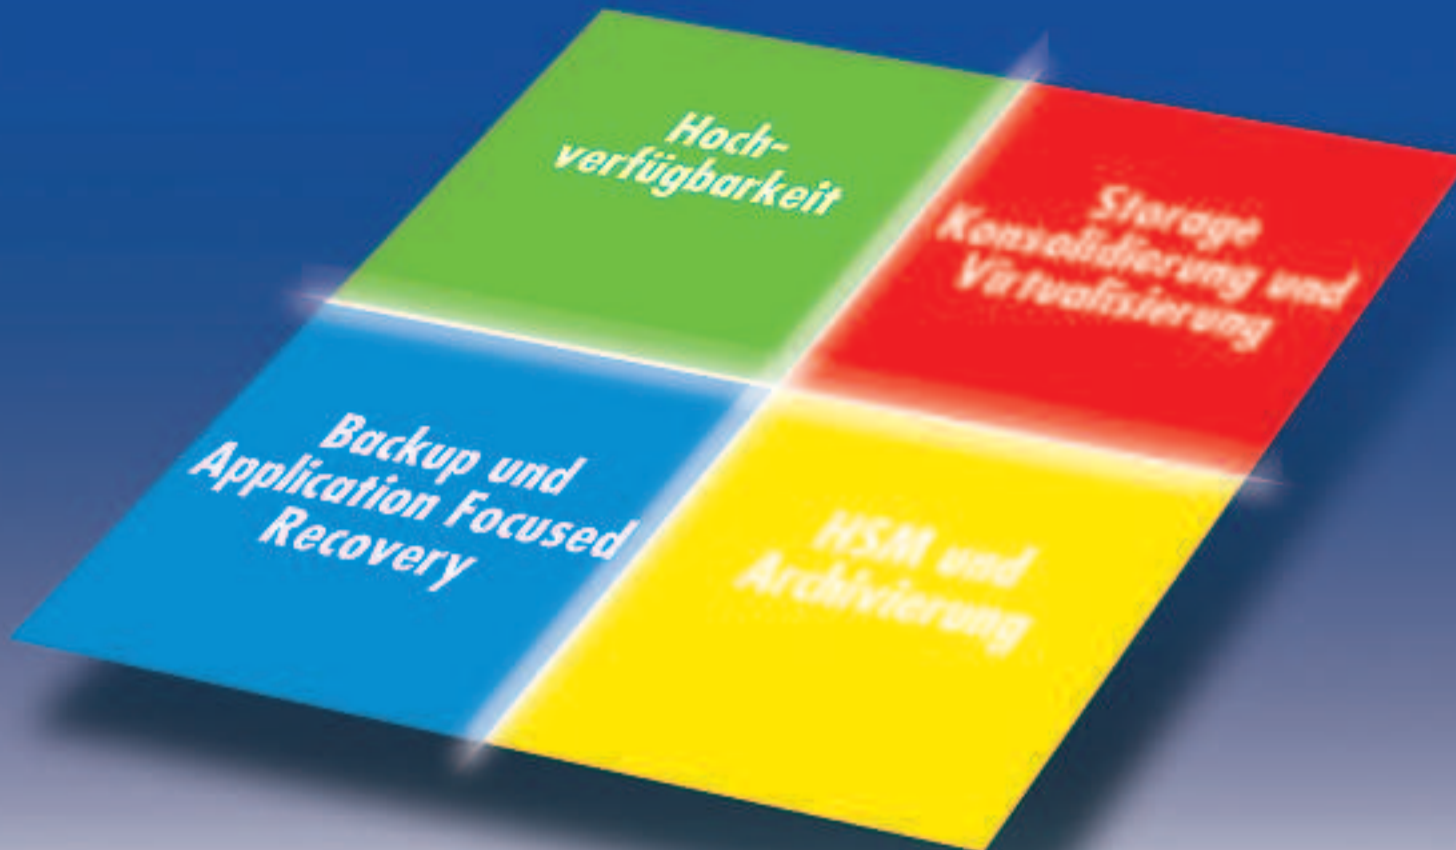 Hoch-
verfügbarkeit
Storage
Konsolidierung und
Virtualisierung
Backup und
Application Focused
Recovery
HSM und
Archivierung